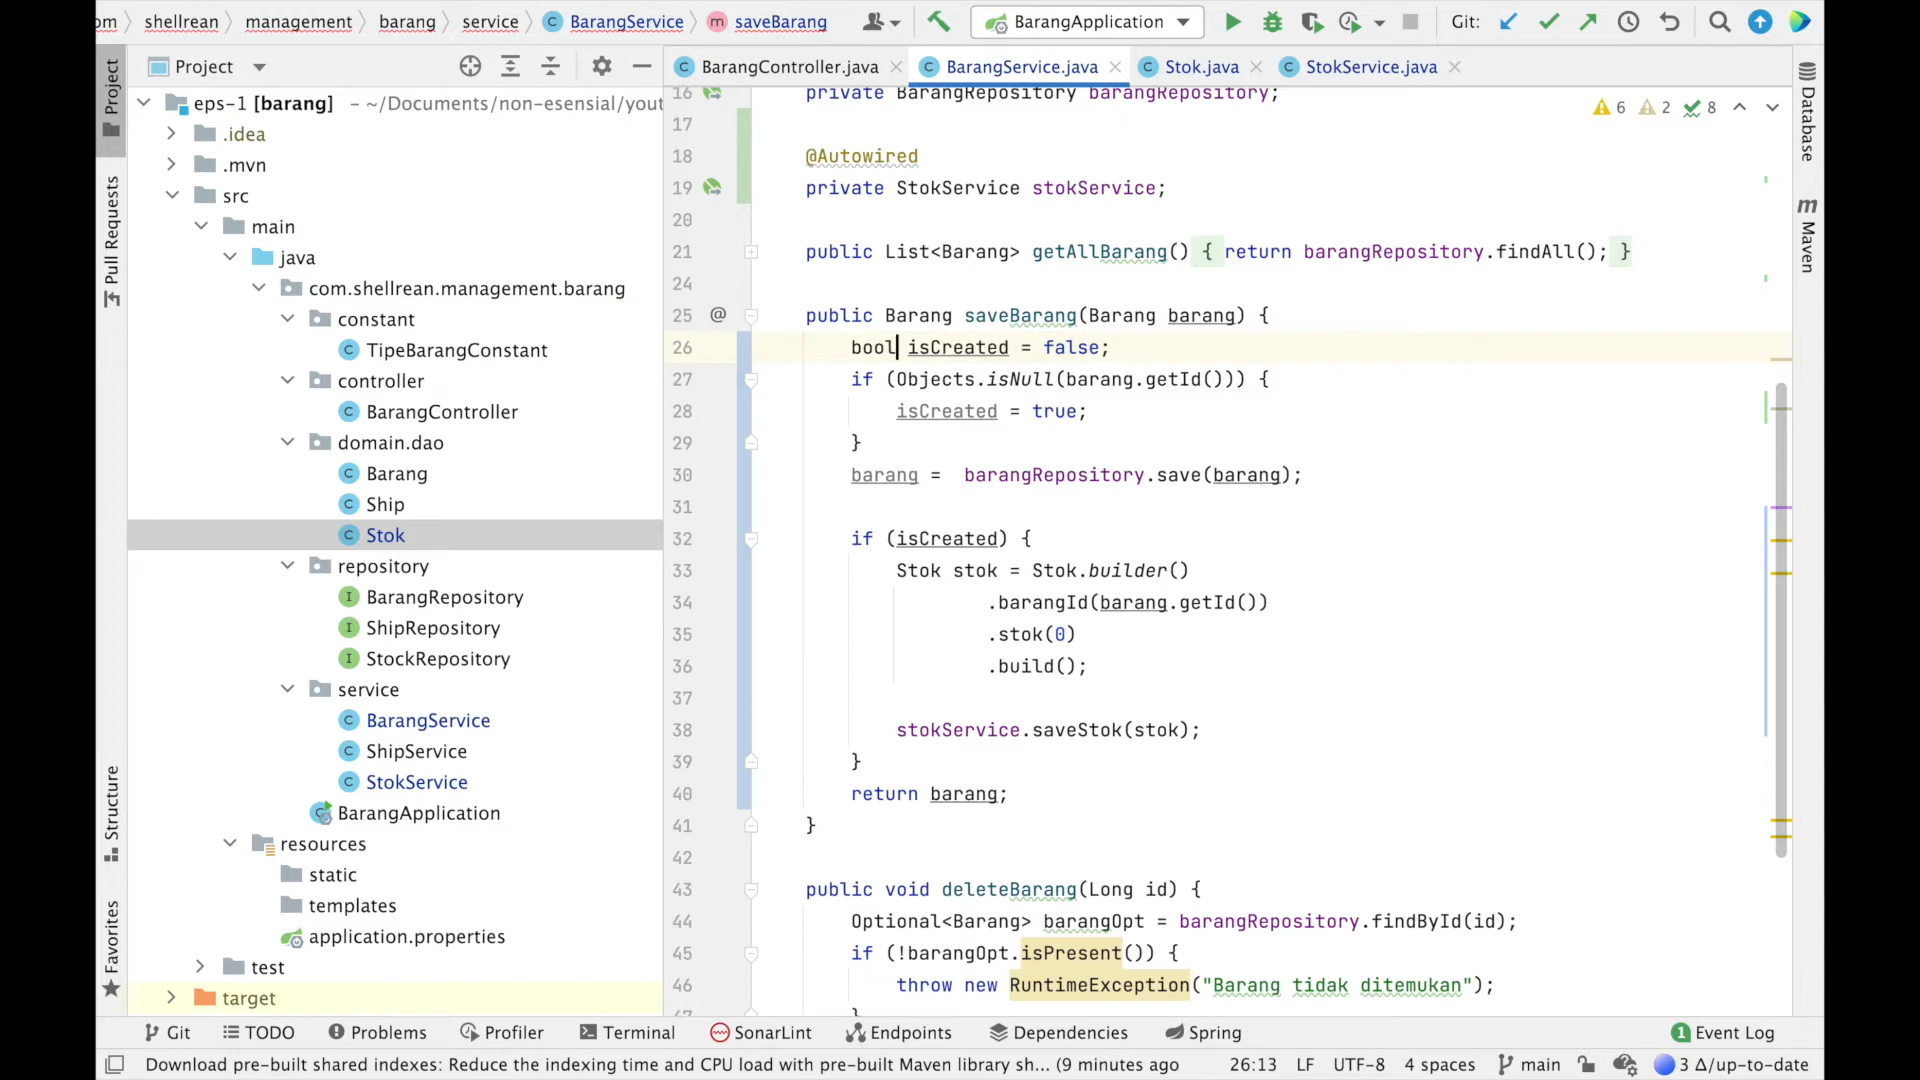 om shellrean management barang service BarangService saveBarang BarangApplication Git:
Project BarangController.java BarangService.java Stok.java StokService.java
eps-1 [barang] – ~/Documents/non-esensial/yout
.idea
.mvn
src
main
java
com.shellrean.management.barang
constant
TipeBarangConstant
controller
BarangController
domain.dao
Barang
Ship
Stok
repository
BarangRepository
ShipRepository
StockRepository
service
BarangService
ShipService
StokService
BarangApplication
resources
static
templates
application.properties
test
target
Project
Pull Requests
Structure
Favorites
6 2 8
16 private BarangRepository barangRepository;
17
18 @Autowired
19 private StokService stokService;
20
21 public List<Barang> getAllBarang() { return barangRepository.findAll(); }
24
25 @ public Barang saveBarang(Barang barang) {
26 bool isCreated = false;
27 if (Objects.isNull(barang.getId())) {
28 isCreated = true;
29 }
30 barang =  barangRepository.save(barang);
31
32 if (isCreated) {
33 Stok stok = Stok.builder()
34 .barangId(barang.getId())
35 .stok(0)
36 .build();
37
38 stokService.saveStok(stok);
39 }
40 return barang;
41 }
42
43 public void deleteBarang(Long id) {
44 Optional<Barang> barangOpt = barangRepository.findById(id);
45 if (!barangOpt.isPresent()) {
46 throw new RuntimeException("Barang tidak ditemukan");
47 }
Database
m Maven
Git TODO Problems Profiler Terminal SonarLint Endpoints Dependencies Spring 1 Event Log
Download pre-built shared indexes: Reduce the indexing time and CPU load with pre-built Maven library sh... (9 minutes ago 26:13 LF UTF-8 4 spaces main 3 Δ/up-to-date